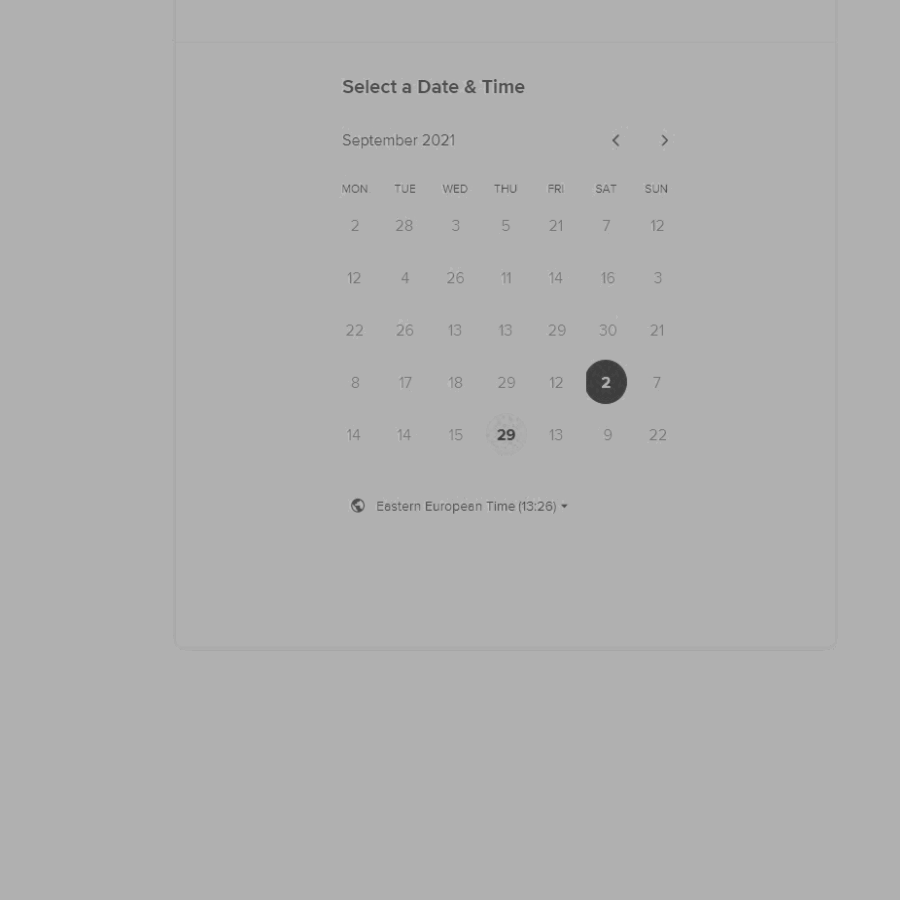 Select a Date & Time
September 2021
MON TUE WED THU FRI SAT SUN
2 28 3 5 21 7 12
12 4 26 11 14 16 3
22 26 13 13 29 30 21
8 17 18 29 12 2 7
14 14 15 29 13 9 22
Eastern European Time (13:26)